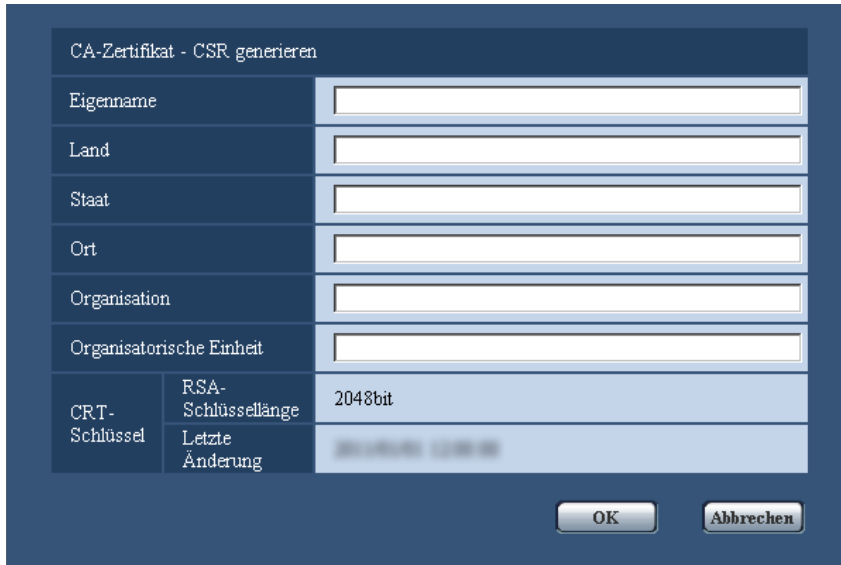 CA-Zertifikat - CSR generieren
Eigenname
Land
Staat
Ort
Organisation
Organisatorische Einheit
CRT-
Schlüssel
RSA-
Schlüssellänge
2048bit
Letzte
Änderung
OK
Abbrechen